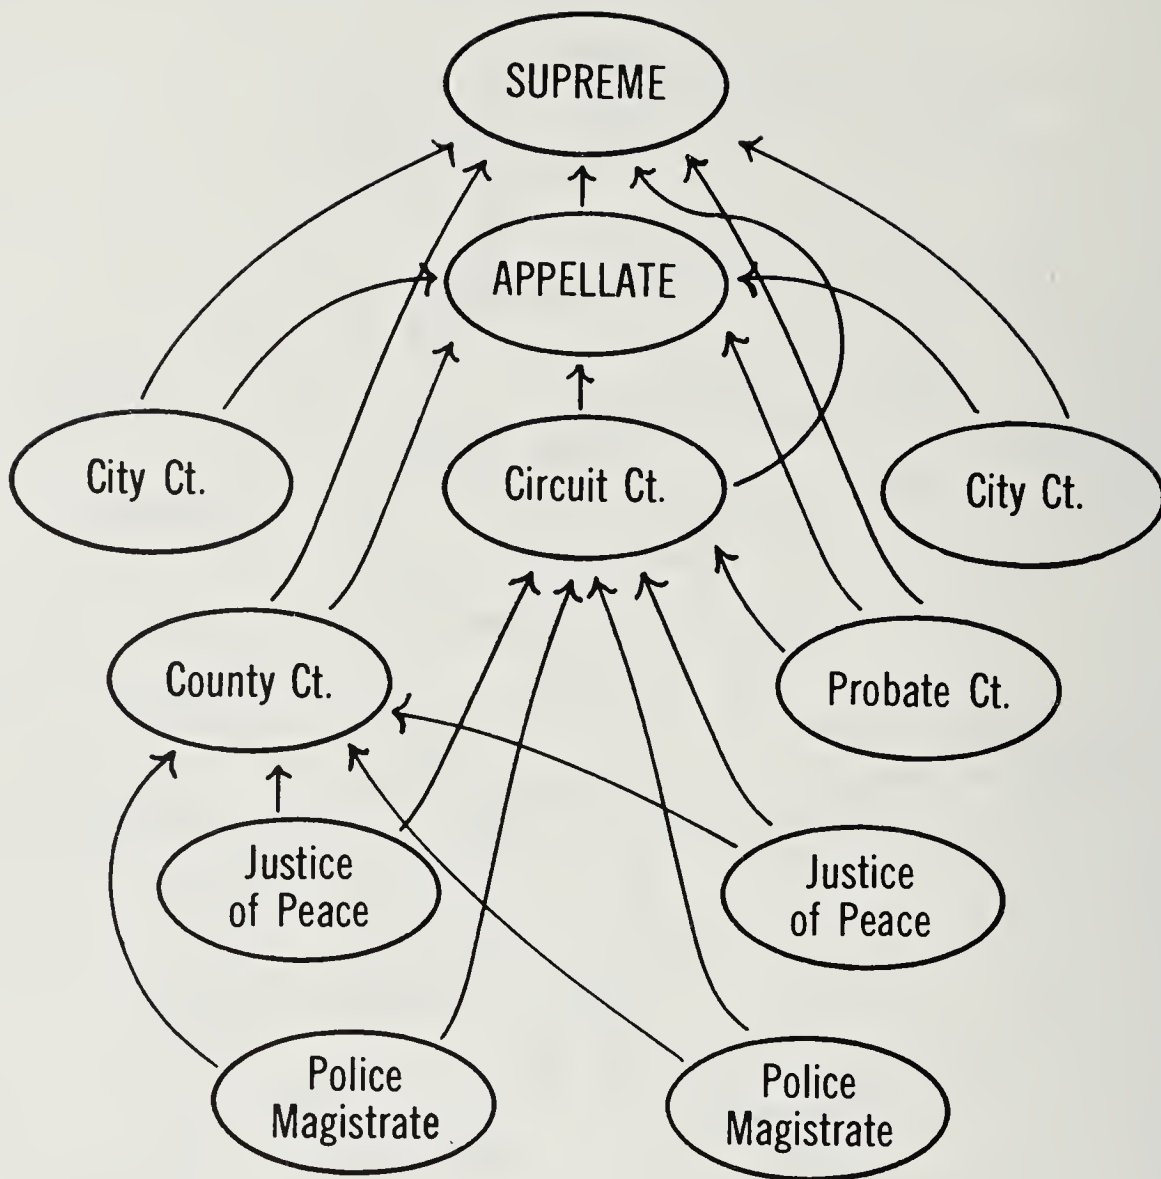 SUPREME
APPELLATE
City Ct.
Circuit Ct.
City Ct.
County Ct.
Probate Ct.
Justice
of Peace
Justice
of Peace
Police
Magistrate
Police
Magistrate